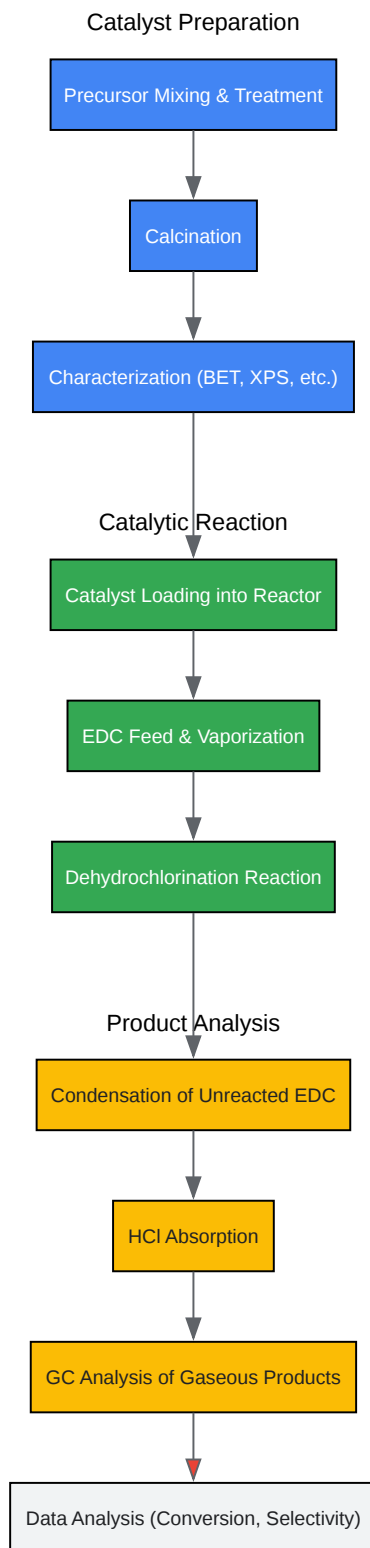 Catalyst Preparation
Precursor Mixing & Treatment
Calcination
Characterization (BET, XPS, etc.)
Catalytic Reaction
Catalyst Loading into Reactor
EDC Feed & Vaporization
Dehydrochlorination Reaction
Product Analysis
Condensation of Unreacted EDC
HCl Absorption
GC Analysis of Gaseous Products
Data Analysis (Conversion, Selectivity)